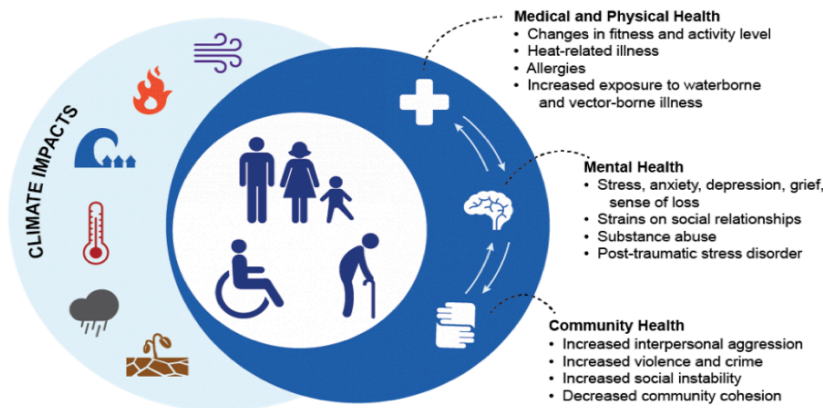 CLIMATE IMPACTS
Medical and Physical Health
• Changes in fitness and activity level
• Heat-related illness
• Allergies
• Increased exposure to waterborne
and vector-borne illness
Mental Health
• Stress, anxiety, depression, grief,
sense of loss
• Strains on social relationships
• Substance abuse
• Post-traumatic stress disorder
Community Health
• Increased interpersonal aggression
• Increased violence and crime
• Increased social instability
• Decreased community cohesion